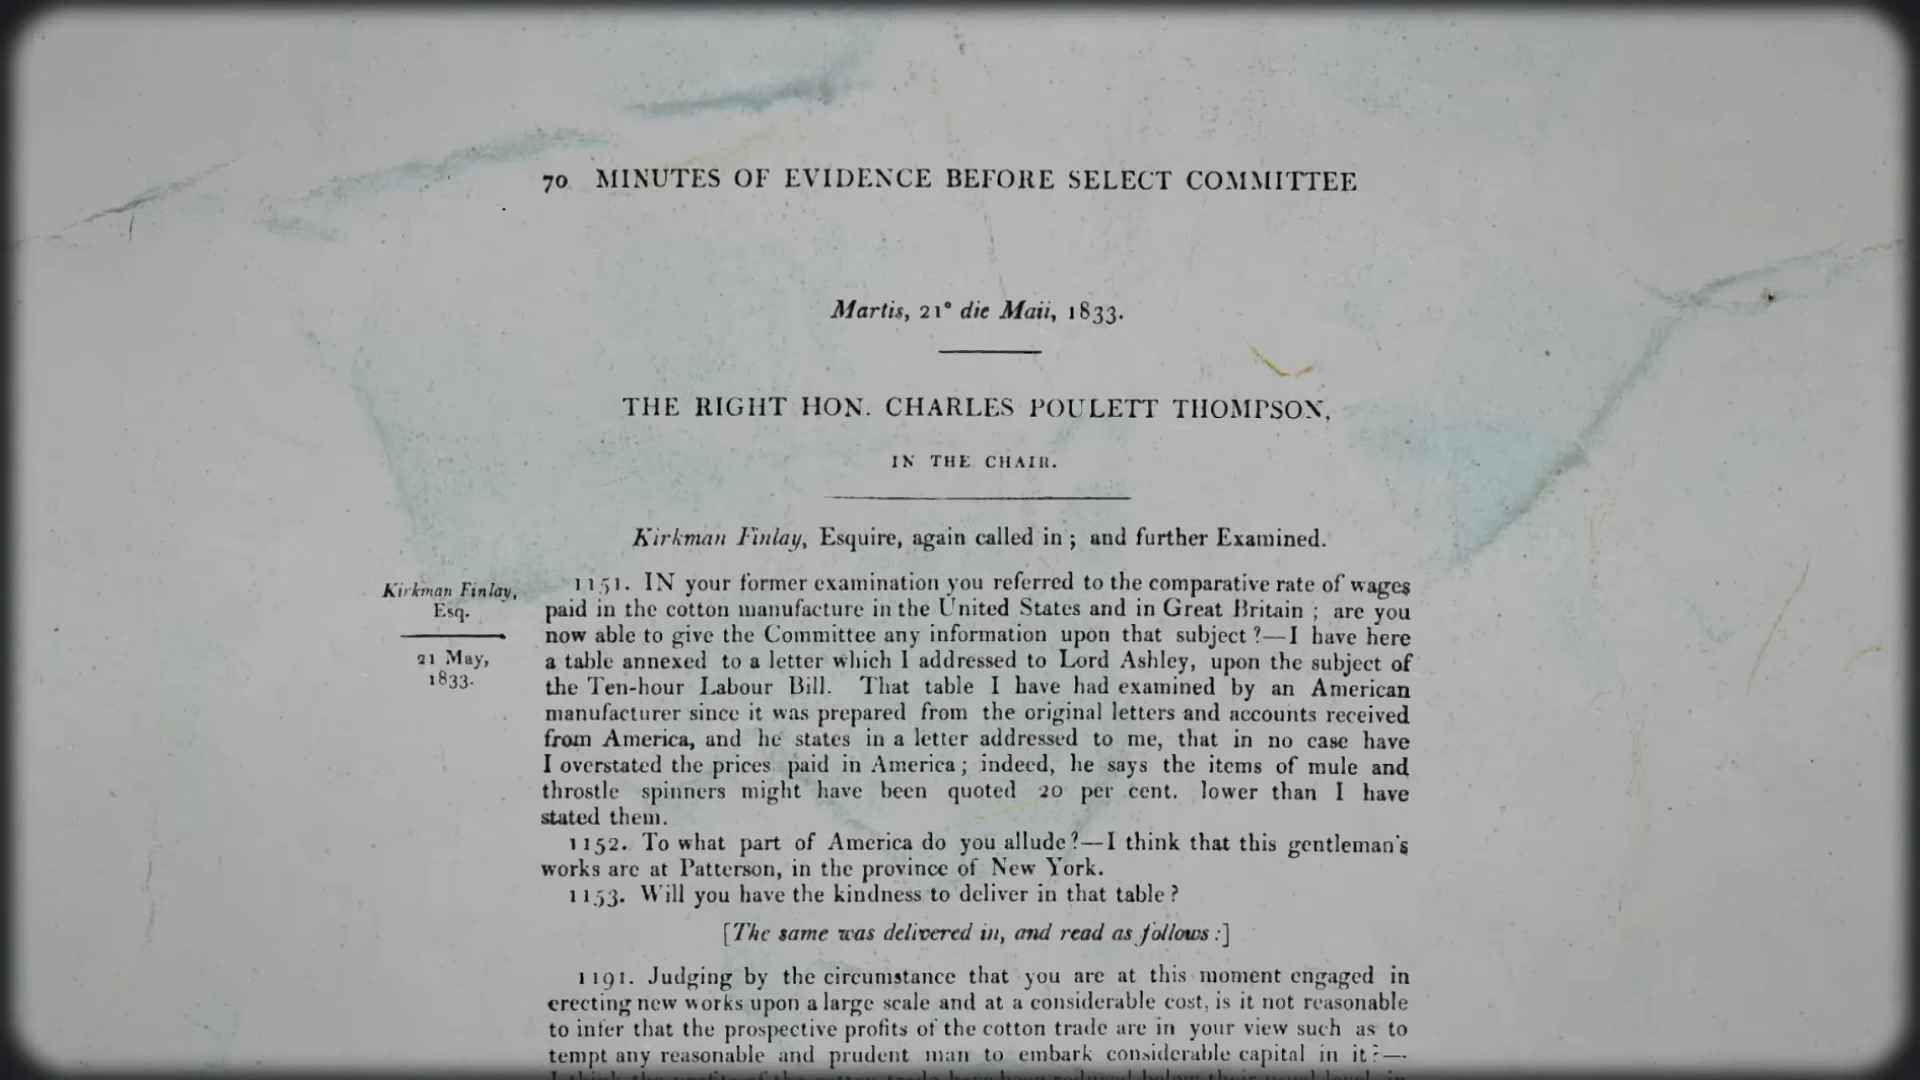 70 MINUTES OF EVIDENCE BEFORE SELECT COMMITTEE
Martis, 21° die Maii, 1833.
THE RIGHT HON. CHARLES POULETT THOMPSON,
IN THE CHAIR.
Kirkman Finlay, Esquire, again called in ; and further Examined.
Kirkman Finlay,
Esq.
21 May,
1833.
1151. IN your former examination you referred to the comparative rate of wages
paid in the cotton manufacture in the United States and in Great Britain ; are you
now able to give the Committee any information upon that subject ?—I have here
a table annexed to a letter which I addressed to Lord Ashley, upon the subject of
the Ten-hour Labour Bill. That table I have had examined by an American
manufacturer since it was prepared from the original letters and accounts received
from America, and he states in a letter addressed to me, that in no case have
I overstated the prices paid in America ; indeed, he says the items of mule and
throstle spinners might have been quoted 20 per cent. lower than I have
stated them.
1152. To what part of America do you allude ?—I think that this gentleman's
works are at Patterson, in the province of New York.
1153. Will you have the kindness to deliver in that table ?
[The same was delivered in, and read as follows :]
1191. Judging by the circumstance that you are at this moment engaged in
erecting new works upon a large scale and at a considerable cost, is it not reasonable
to infer that the prospective profits of the cotton trade are in your view such as to
tempt any reasonable and prudent man to embark considerable capital in it ?—